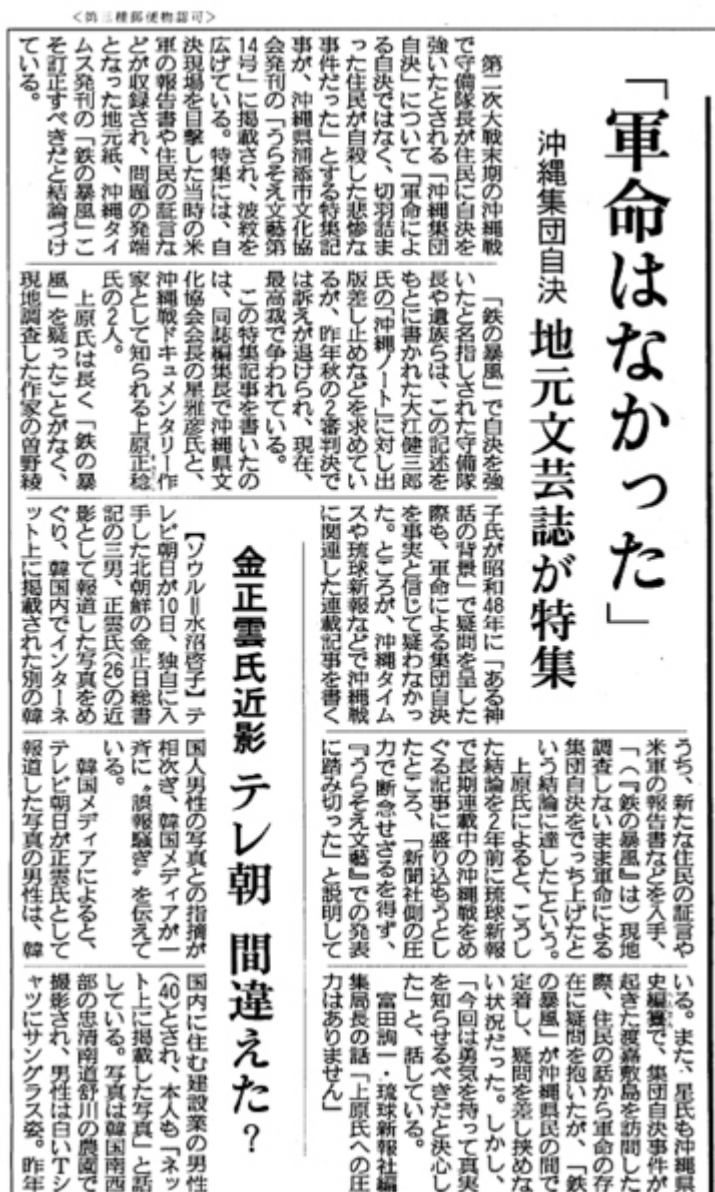 <第三種郵便物認可>
「軍命はなかった」
沖縄集団自決 地元文芸誌が特集
第二次大戦末期の沖縄戦
で守備隊長が住民に自決を
強いたとされる「沖縄集団
自決」について「軍命によ
る自決ではなく、切羽詰ま
った住民が自殺した悲惨な
事件だった」とする特集記
事が、沖縄県浦添市文化協
会発刊の「うらそえ文藝第
14号」に掲載され、波紋を
広げている。特集には、自
決現場を目撃した当時の米
軍の報告書や住民の証言な
どが収録され、問題の発端
となった地元紙、沖縄タイ
ムス発刊の「鉄の暴風」こ
そ訂正すべきだと結論づけ
ている。
「鉄の暴風」で自決を強
いたと名指しされた守備隊
長や遺族らは、この記述を
もとに書かれた大江健三郎
氏の「沖縄ノート」に対し出
版差し止めなどを求めてい
るが、昨年秋の2審判決で
は訴えが退けられ、現在、
最高裁で争われている。
この特集記事を書いたの
は、同誌編集長で沖縄県文
化協会会長の星雅彦氏と、
沖縄戦ドキュメンタリー作
家として知られる上原正稔
氏の2人。
上原氏は長く「鉄の暴
風」を疑ったことがなく、
現地調査した作家の曽野綾
子氏が昭和48年に「ある神
話の背景」で疑問を呈した
際も、軍命による集団自決
を事実と信じて疑わなかっ
た。ところが、沖縄タイム
スや琉球新報などで沖縄戦
に関連した連載記事を書く
うち、新たな住民の証言や
米軍の報告書などを入手、
「(『鉄の暴風』は)現地
調査しないまま軍命による
集団自決をでっち上げたと
いう結論に達した」という。
上原氏によると、こうし
た結論を2年前に琉球新報
で長期連載中の沖縄戦をめ
ぐる記事に盛り込もうとし
たところ、「新聞社側の圧
力で断念せざるを得ず、
『うらそえ文藝』での発表
に踏み切った」と説明して
いる。また、星氏も沖縄県
史編纂で、集団自決事件が
起きた渡嘉敷島を訪問した
際、住民の話から軍命の存
在に疑問を抱いたが、「鉄
の暴風」が沖縄県民の間で
定着し、疑問を差し挟めな
い状況だった。しかし、
「今回は勇気を持って真実
を知らせるべきだと決心し
た」と、話している。
富田詢一・琉球新報社編
集局長の話「上原氏への圧
力はありません」
金正雲氏近影 テレ朝 間違えた?
【ソウル=水沼啓子】テ
レビ朝日が10日、独自に入
手した北朝鮮の金正日総書
記の三男、正雲氏(26)の近
影として報道した写真をめ
ぐり、韓国内でインターネ
ット上に掲載された別の韓
国人男性の写真との指摘が
相次ぎ、韓国メディアが一
斉に“誤報騒ぎ”を伝えて
いる。
韓国メディアによると、
テレビ朝日が正雲氏として
報道した写真の男性は、韓
国内に住む建設業の男性
(40)とされ、本人も「ネッ
ト上に掲載した写真」と話
している。写真は韓国南西
部の忠清南道舒川の農園で
撮影され、男性は白いTシ
ャツにサングラス姿。昨年